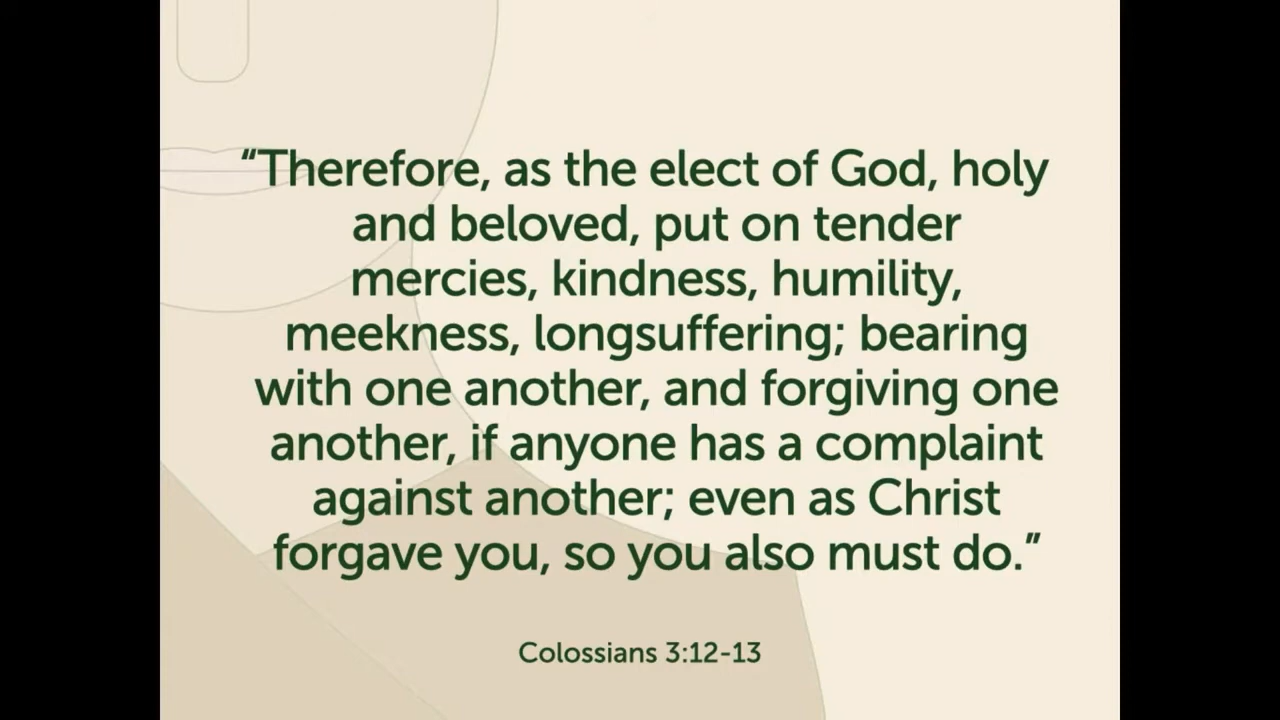 “Therefore, as the elect of God, holy
and beloved, put on tender
mercies, kindness, humility,
meekness, longsuffering; bearing
with one another, and forgiving one
another, if anyone has a complaint
against another; even as Christ
forgave you, so you also must do.”
Colossians 3:12-13